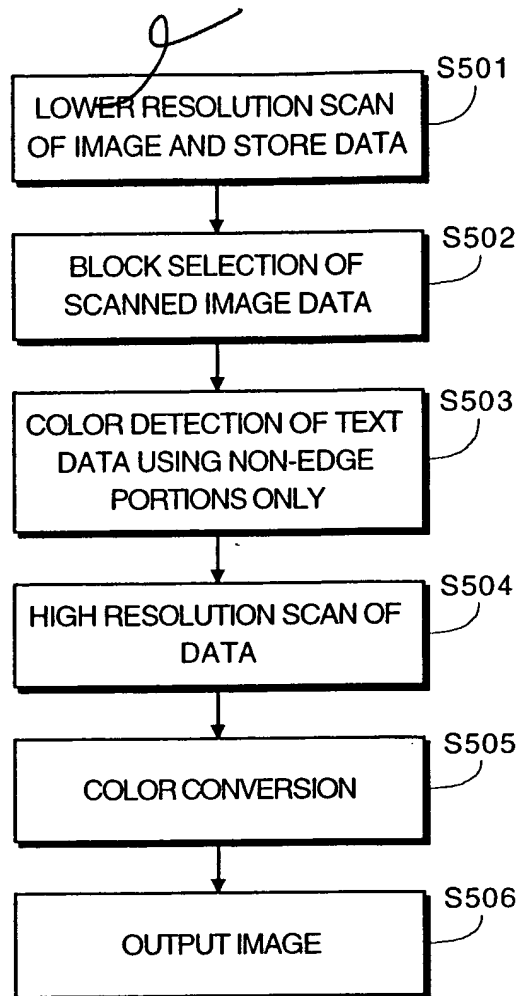 S501
LOWER RESOLUTION SCAN
OF IMAGE AND STORE DATA
S502
BLOCK SELECTION OF
SCANNED IMAGE DATA
S503
COLOR DETECTION OF TEXT
DATA USING NON-EDGE
PORTIONS ONLY
S504
HIGH RESOLUTION SCAN OF
DATA
S505
COLOR CONVERSION
S506
OUTPUT IMAGE